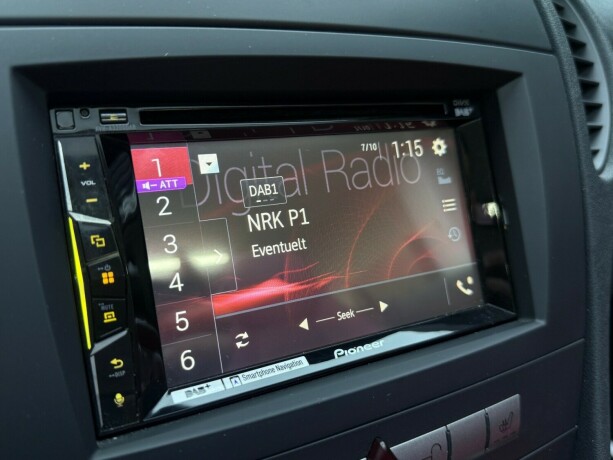 DAB+
VOL
Digital Radio
7/10 1:15
1
ATT
2
3
4
5
6
DAB1
NRK P1
Eventuelt
Seek
Pioneer
DAB+
Smartphone Navigation